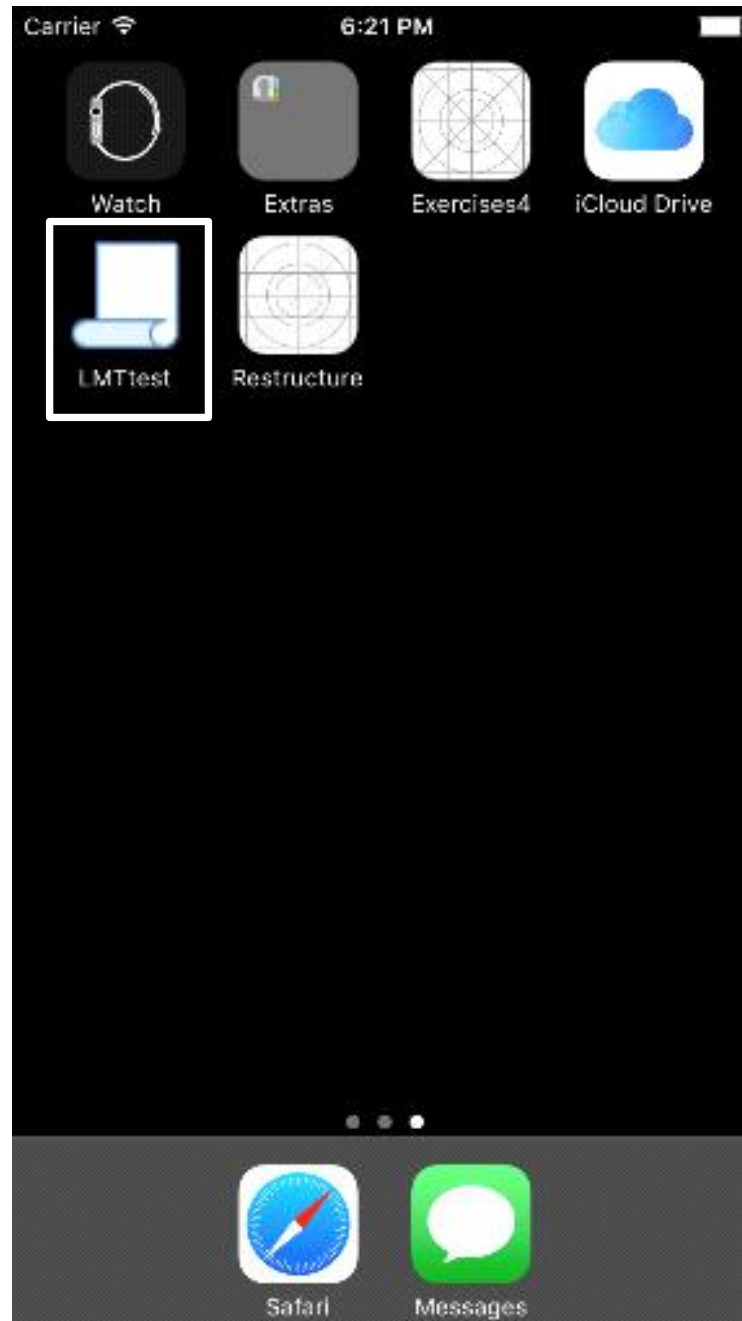 Carrier 6:21 PM
Watch Extras Exercises4 iCloud Drive
LMTtest Restructure
Safari Messages